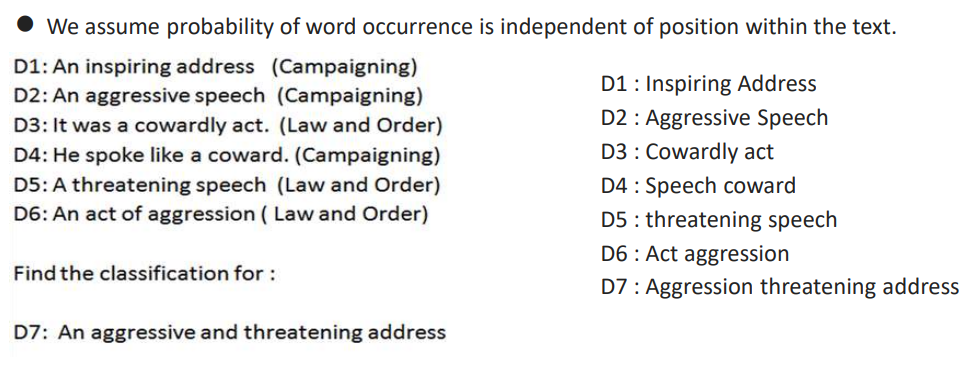 ● We assume probability of word occurrence is independent of position within the text.
D1: An inspiring address (Campaigning)
D2: An aggressive speech (Campaigning)
D3: It was a cowardly act. (Law and Order)
D4: He spoke like a coward. (Campaigning)
D5: A threatening speech (Law and Order)
D6: An act of aggression ( Law and Order)
Find the classification for :
D7: An aggressive and threatening address
D1 : Inspiring Address
D2 : Aggressive Speech
D3 : Cowardly act
D4 : Speech coward
D5 : threatening speech
D6 : Act aggression
D7 : Aggression threatening address